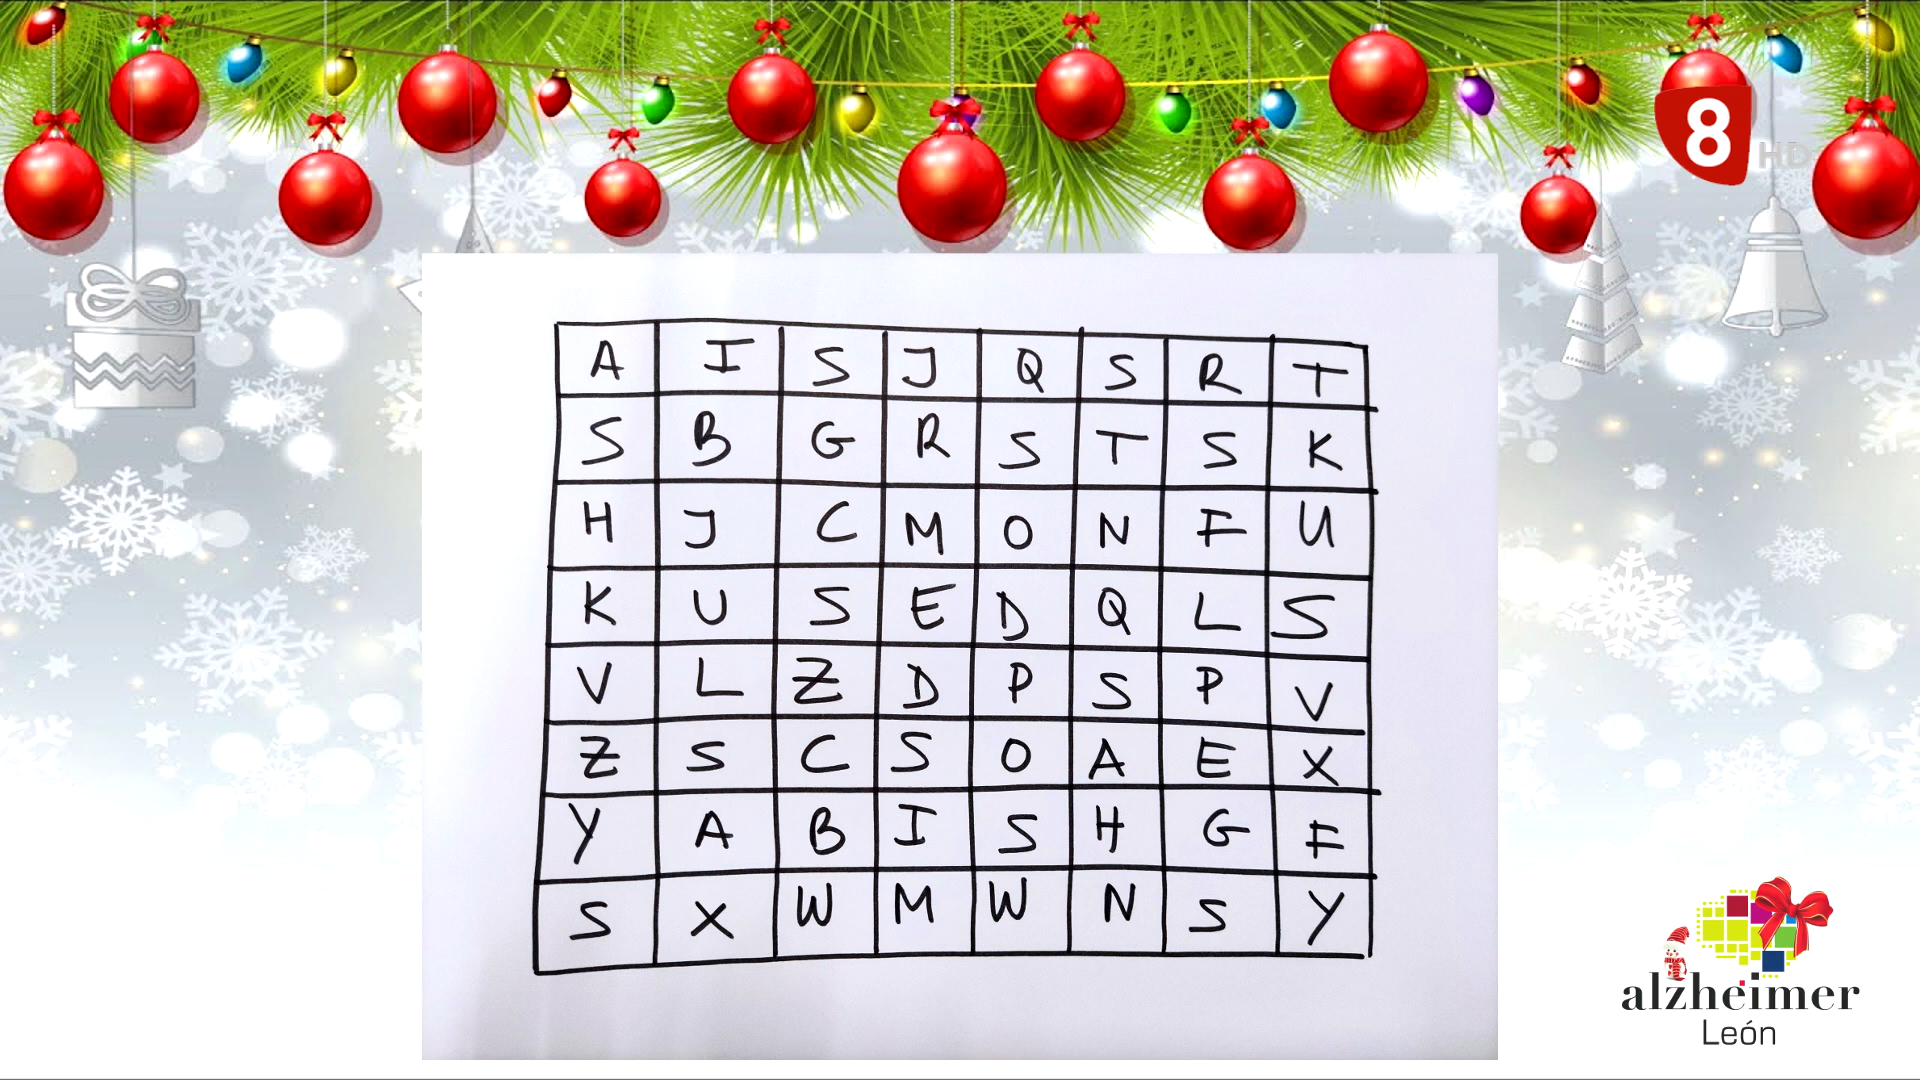 8 HD
A I S J Q S R T
S B G R S T S K
H J C M O N F U
K U S E D Q L S
V L Z D P S P V
Z S C S O A E X
Y A B I S H G F
S X W M W N S Y
alzheimer
León